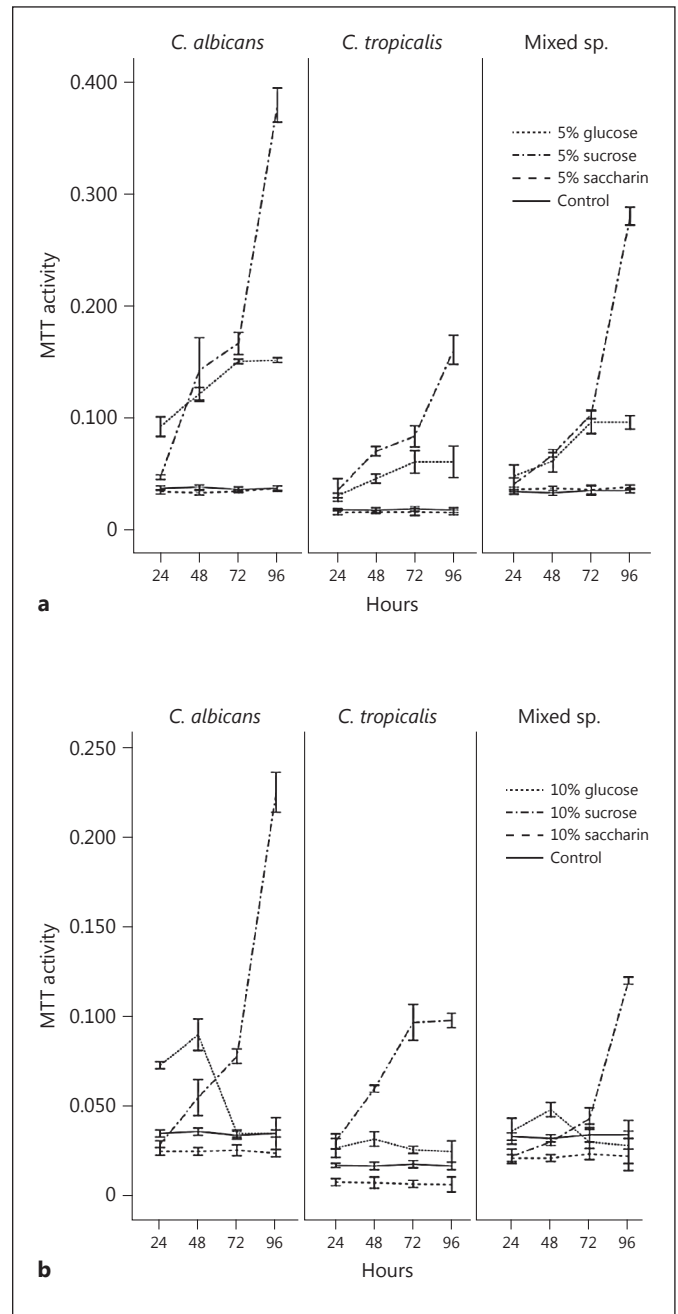 C. albicans C. tropicalis Mixed sp.
0.400
5% glucose
5% sucrose
5% saccharin
Control
0.300
0.200
0.100
0
MTT activity
24 48 72 96 24 48 72 96 24 48 72 96
a Hours
C. albicans C. tropicalis Mixed sp.
0.250
10% glucose
10% sucrose
10% saccharin
Control
0.200
0.150
0.100
0.050
0
MTT activity
24 48 72 96 24 48 72 96 24 48 72 96
b Hours